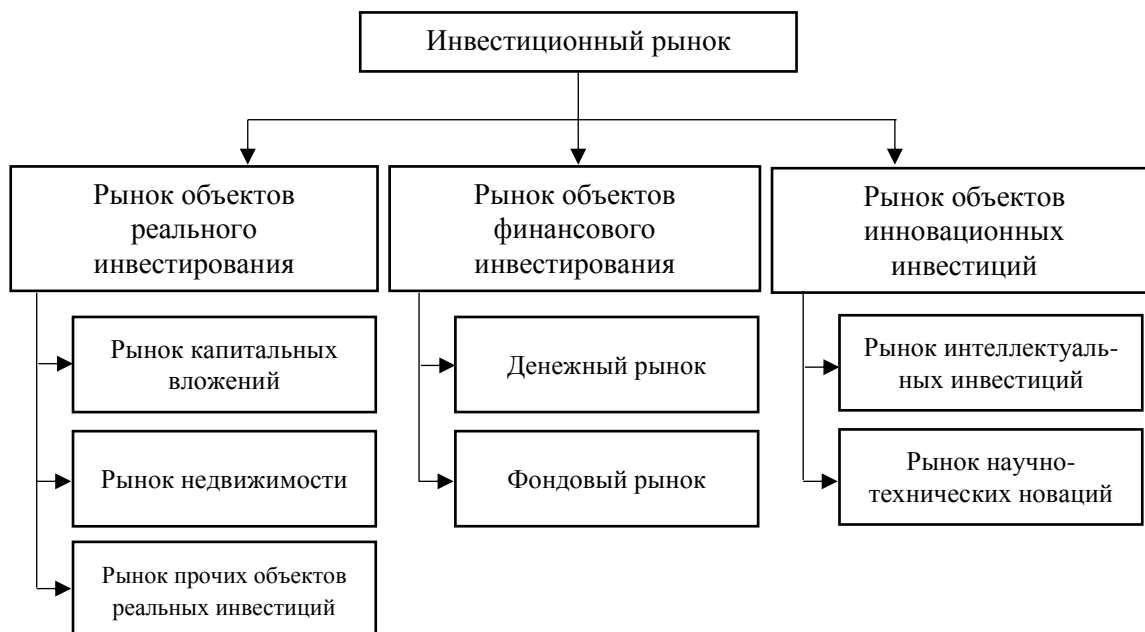 Инвестиционный рынок
Рынок объектов
реального
инвестирования
Рынок объектов
финансового
инвестирования
Рынок объектов
инновационных
инвестиций
Рынок капитальных
вложений
Рынок недвижимости
Рынок прочих объектов
реальных инвестиций
Денежный рынок
Фондовый рынок
Рынок интеллектуаль-
ных инвестиций
Рынок научно-
технических новаций